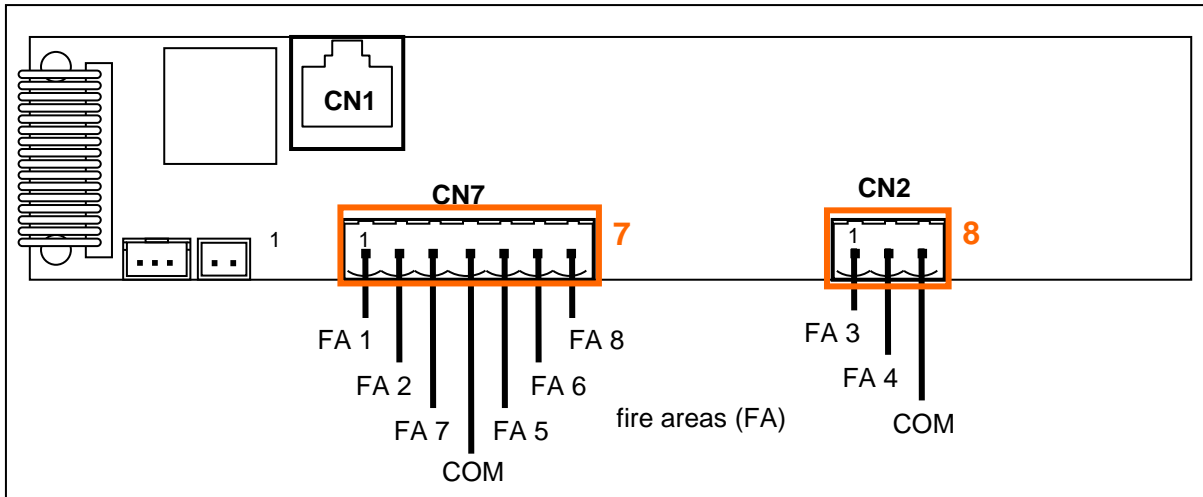 CN1
CN7
CN2
1
1
7
1
8
FA 1
FA 8
FA 3
FA 2
FA 6
FA 4
FA 7
FA 5
fire areas (FA)
COM
COM